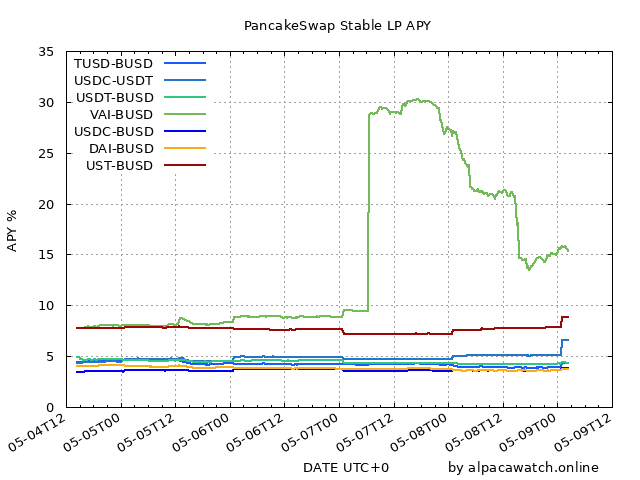 PancakeSwap Stable LP APY
35
30
25
20
15
10
5
0
APY %
TUSD-BUSD
USDC-USDT
USDT-BUSD
VAI-BUSD
USDC-BUSD
DAI-BUSD
UST-BUSD
05-04T12
05-05T00
05-05T12
05-06T00
05-06T12
05-07T00
05-07T12
05-08T00
05-08T12
05-09T00
05-09T12
DATE UTC+0
by alpacawatch.online